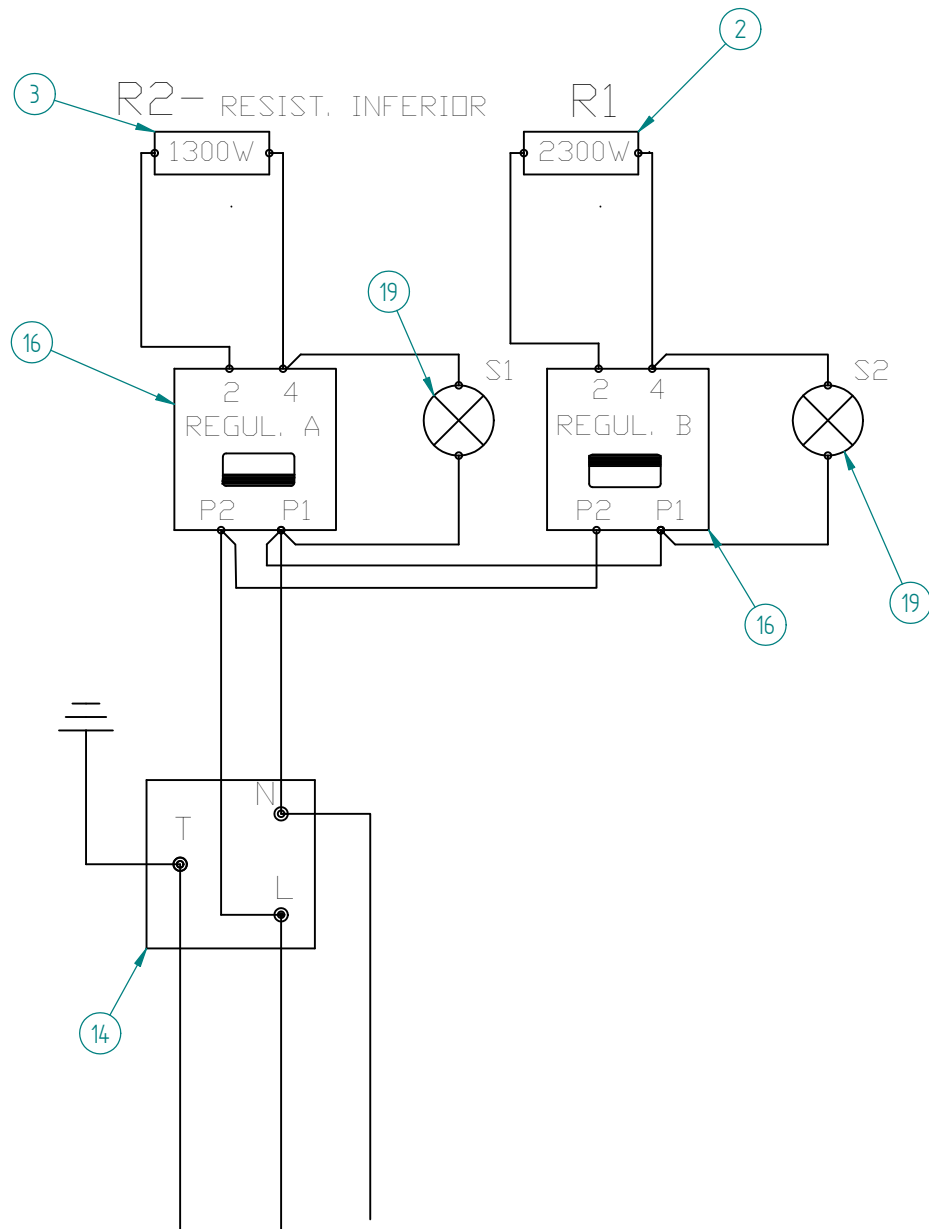 2
3
R2- RESIST. INFERIOR
R1
1300W
2300W
19
16
S1
S2
2 4
2 4
REGUL. A
REGUL. B
P2 P1
P2 P1
19
16
N
T
L
14